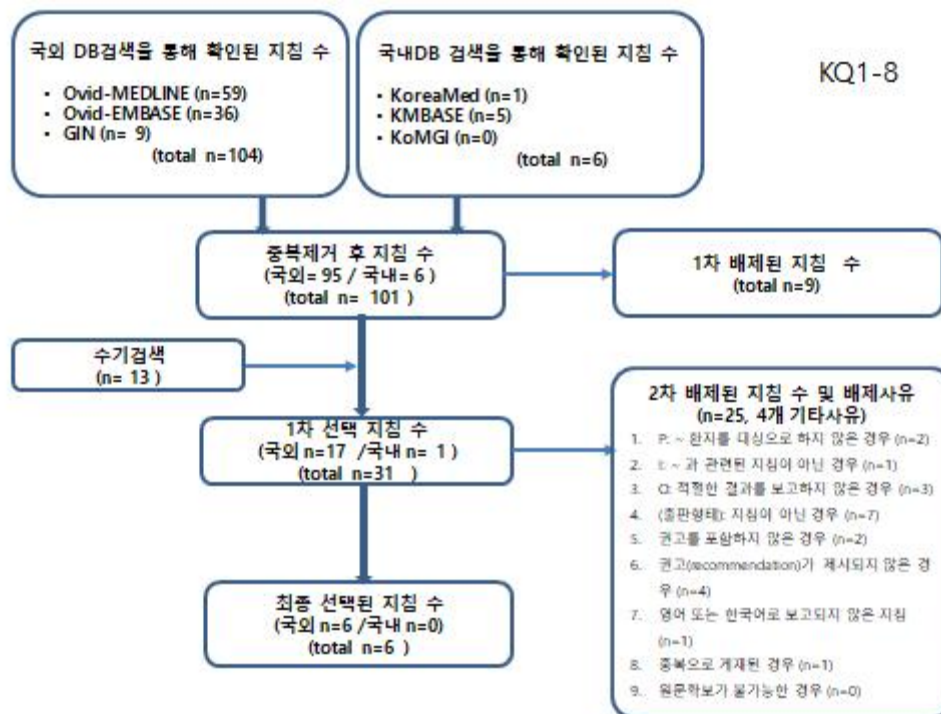 국외 DB검색을 통해 확인된 지침 수
• Ovid-MEDLINE (n=59)
• Ovid-EMBASE (n=36)
• GIN (n= 9)
(total n=104)
국내DB 검색을 통해 확인된 지침 수
• KoreaMed (n=1)
• KMBASE (n=5)
• KoMGI (n=0)
(total n=6)
KQ1-8
중복제거 후 지침 수
(국외= 95 / 국내= 6 )
(total n= 101 )
1차 배제된 지침 수
(total n=9)
수기검색
(n= 13 )
1차 선택 지침 수
(국외 n=17 /국내 n= 1 )
(total n=31 )
2차 배제된 지침 수 및 배제사유
(n=25, 4개 기타사유)
1. P: ~ 환자를 대상으로 하지 않은 경우 (n=2)
2. I: ~ 과 관련된 지침이 아닌 경우 (n=1)
3. O: 적절한 결과를 보고하지 않은 경우 (n=3)
4. (출판형태): 지침이 아닌 경우 (n=7)
5. 권고를 포함하지 않은 경우 (n=2)
6. 권고(recommendation)가 제시되지 않은 경
우 (n=4)
7. 영어 또는 한국어로 보고되지 않은 지침
(n=1)
8. 중복으로 게재된 경우 (n=1)
9. 원문확보가 불가능한 경우 (n=0)
최종 선택된 지침 수
(국외 n=6 /국내 n=0)
(total n=6 )